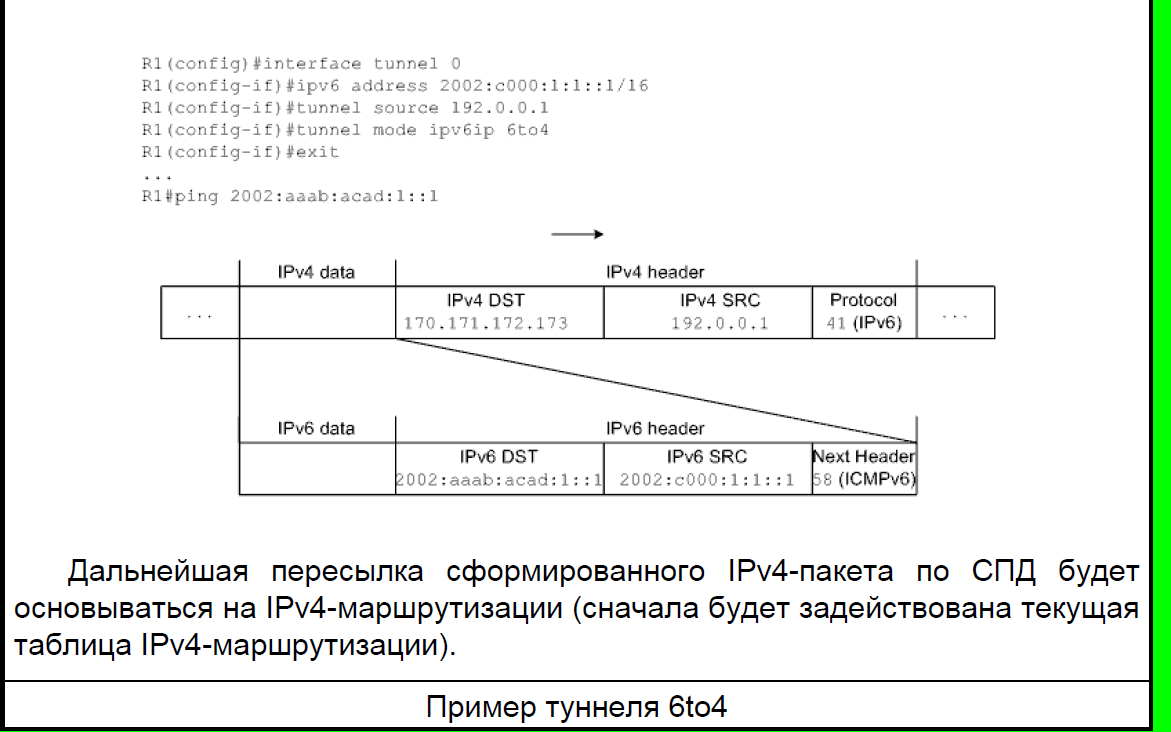 R1(config)#interface tunnel 0
R1(config-if)#ipv6 address 2002:c000:1:1::1/16
R1(config-if)#tunnel source 192.0.0.1
R1(config-if)#tunnel mode ipv6ip 6to4
R1(config-if)#exit
...
R1#ping 2002:aaab:acad:1::1
IPv4 data IPv4 header
... IPv4 DST IPv4 SRC Protocol ...
170.171.172.173 192.0.0.1 41 (IPv6)
IPv6 data IPv6 header
IPv6 DST IPv6 SRC Next Header
2002:aaab:acad:1::1 2002:c000:1:1::1 58 (ICMPv6)
Дальнейшая пересылка сформированного IPv4-пакета по СПД будет
основываться на IPv4-маршрутизации (сначала будет задействована текущая
таблица IPv4-маршрутизации).
Пример туннеля 6to4